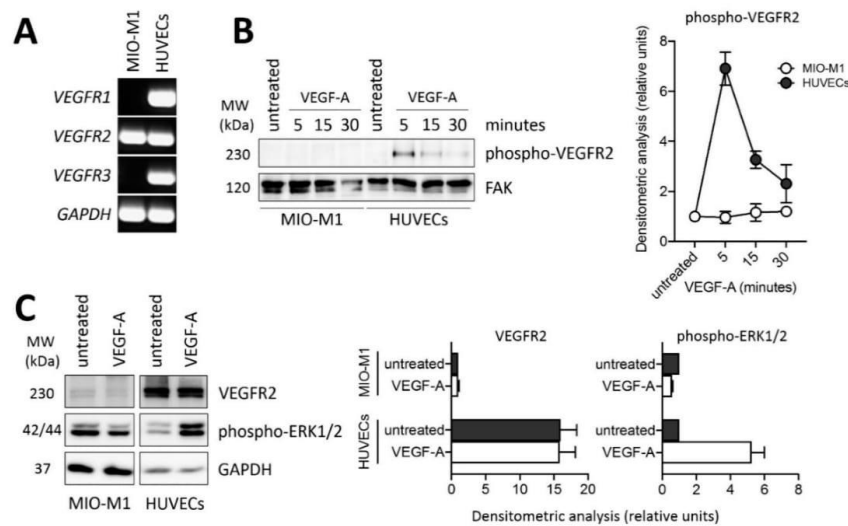 A
MIO-M1
HUVECs
VEGFR1
VEGFR2
VEGFR3
GAPDH
B
MW
(kDa)
untreated
VEGF-A
5 15 30
untreated
VEGF-A
5 15 30
minutes
230
phospho-VEGFR2
120
FAK
MIO-M1
HUVECs
phospho-VEGFR2
Densitometric analysis (relative units)
8
6
4
2
0
untreated
5
15
30
VEGF-A (minutes)
MIO-M1
HUVECs
C
MW
(kDa)
untreated
VEGF-A
untreated
VEGF-A
230
VEGFR2
42/44
phospho-ERK1/2
37
GAPDH
MIO-M1
HUVECs
VEGFR2
MIO-M1
untreated
VEGF-A
HUVECs
untreated
VEGF-A
0 5 10 15 20
phospho-ERK1/2
untreated
VEGF-A
untreated
VEGF-A
0 2 4 6 8
Densitometric analysis (relative units)